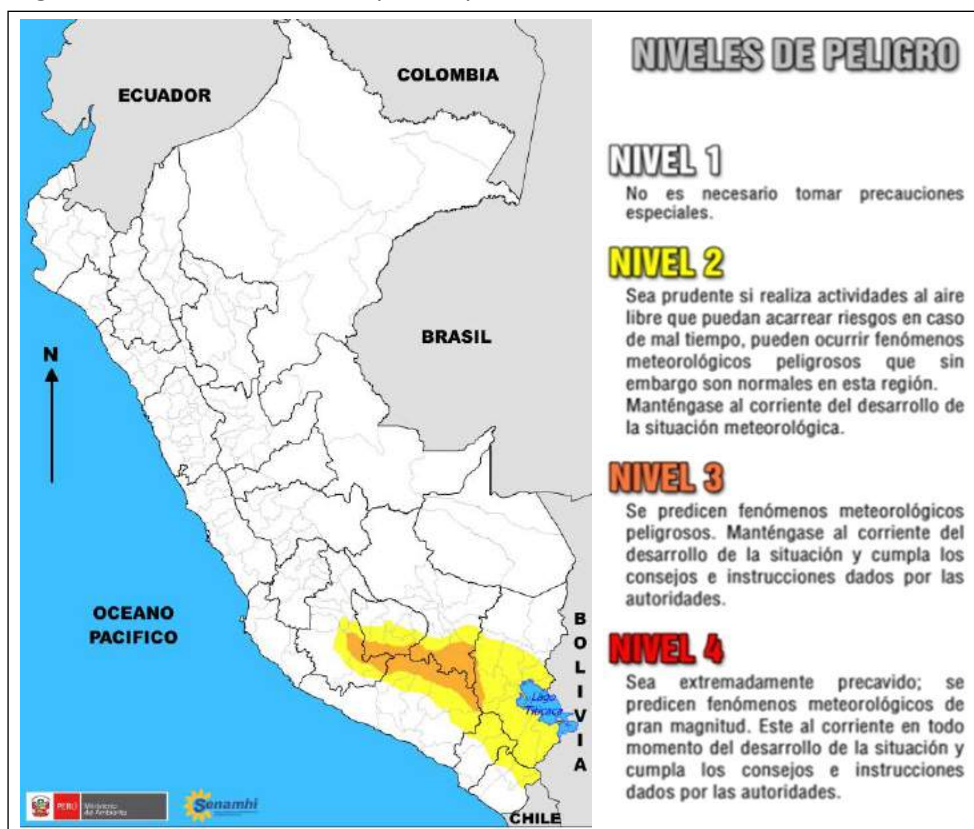 COLOMBIA
ECUADOR
BRASIL
N
OCEANO
PACIFICO
BOLIVIA
Lago
Titicaca
CHILE
PERÚ
Ministerio
de Ambiente
Senamhi
NIVELES DE PELIGRO
NIVEL 1
No es necesario tomar precauciones
especiales.
NIVEL 2
Sea prudente si realiza actividades al aire
libre que puedan acarrear riesgos en caso
de mal tiempo, pueden ocurrir fenómenos
meteorológicos peligrosos que sin
embargo son normales en esta región.
Manténgase al corriente del desarrollo de
la situación meteorológica.
NIVEL 3
Se predicen fenómenos meteorológicos
peligrosos. Manténgase al corriente del
desarrollo de la situación y cumpla los
consejos e instrucciones dados por las
autoridades.
NIVEL 4
Sea extremadamente precavido; se
predicen fenómenos meteorológicos de
gran magnitud. Este al corriente en todo
momento del desarrollo de la situación y
cumpla los consejos e instrucciones
dados por las autoridades.